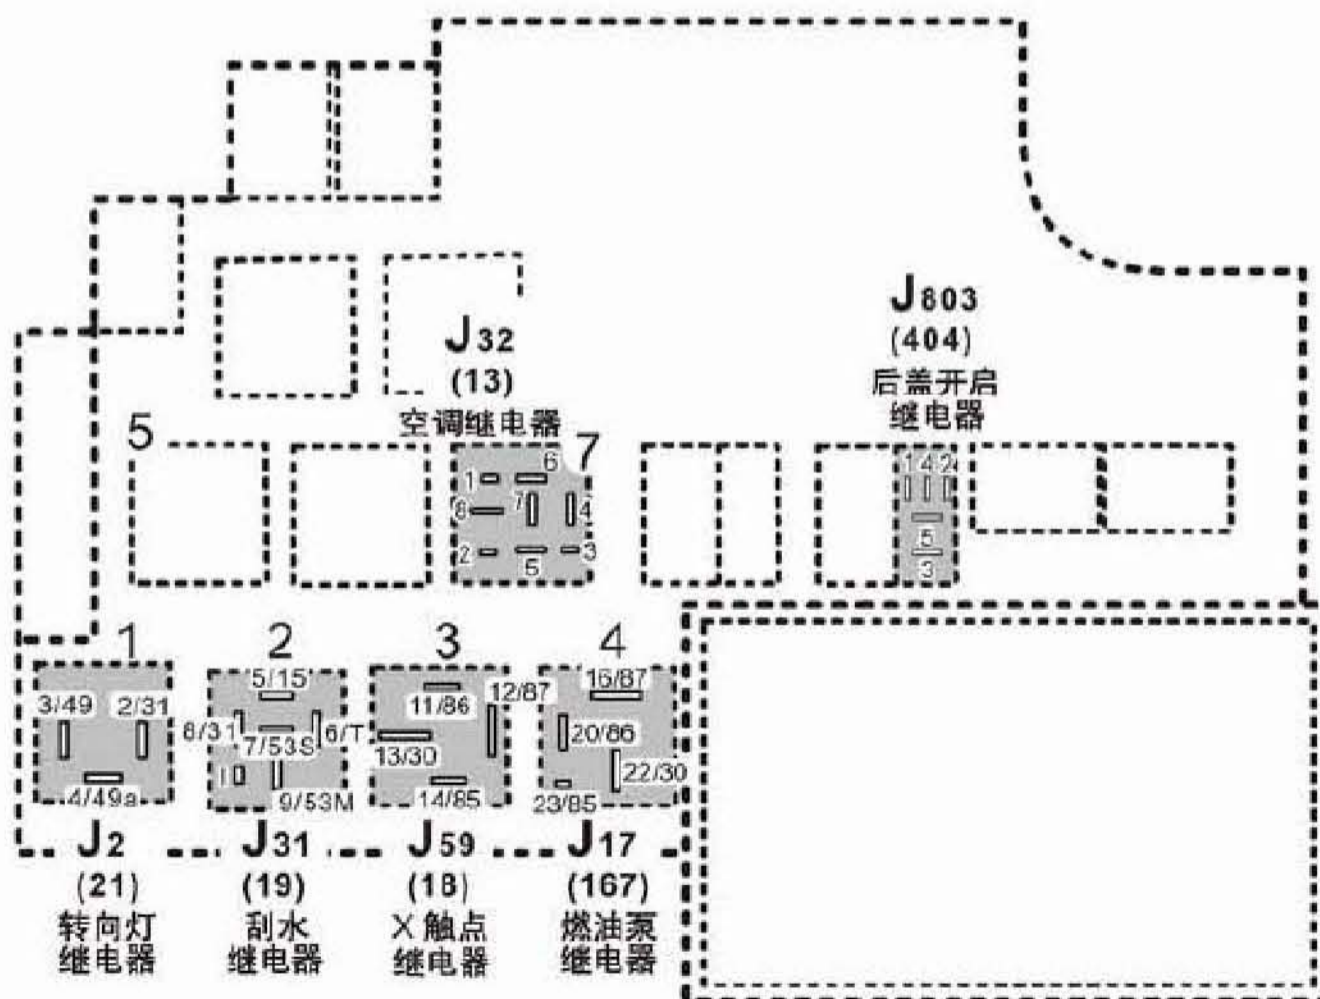 J803
(404)
后盖开启
继电器
J32
(13)
空调继电器
5
7
1
6
8
7
4
2
5
3
1 4 2
5
3
1
2
3
4
3/49
2/31
4/49a
5/15
8/31
7/53S
6/T
I
9/53M
11/86
12/87
13/30
14/85
16/87
20/86
22/30
23/85
J2
J31
J59
J17
(21)
(19)
(18)
(167)
转向灯
继电器
刮水
继电器
X触点
继电器
燃油泵
继电器